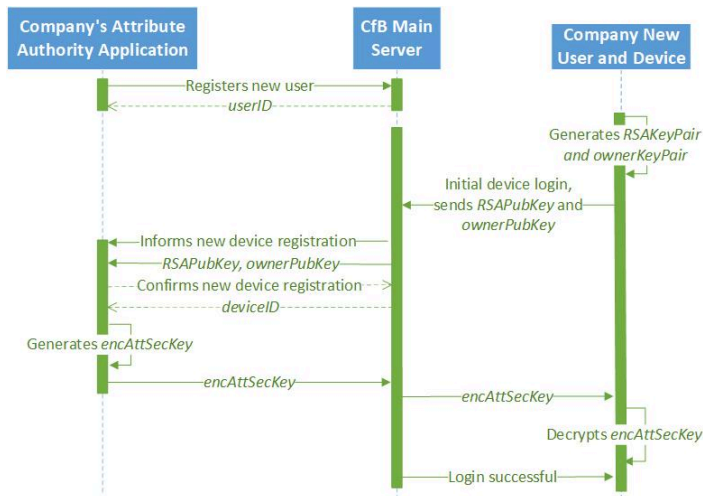 Company's Attribute
Authority Application
CfB Main
Server
Company New
User and Device
Registers new user
userID
Generates RSAKeyPair
and ownerKeyPair
Initial device login,
sends RSAPubKey and
ownerPubKey
Informs new device registration
RSAPubKey, ownerPubKey
Confirms new device registration
deviceID
Generates encAttSecKey
encAttSecKey
encAttSecKey
Decrypts encAttSecKey
Login successful